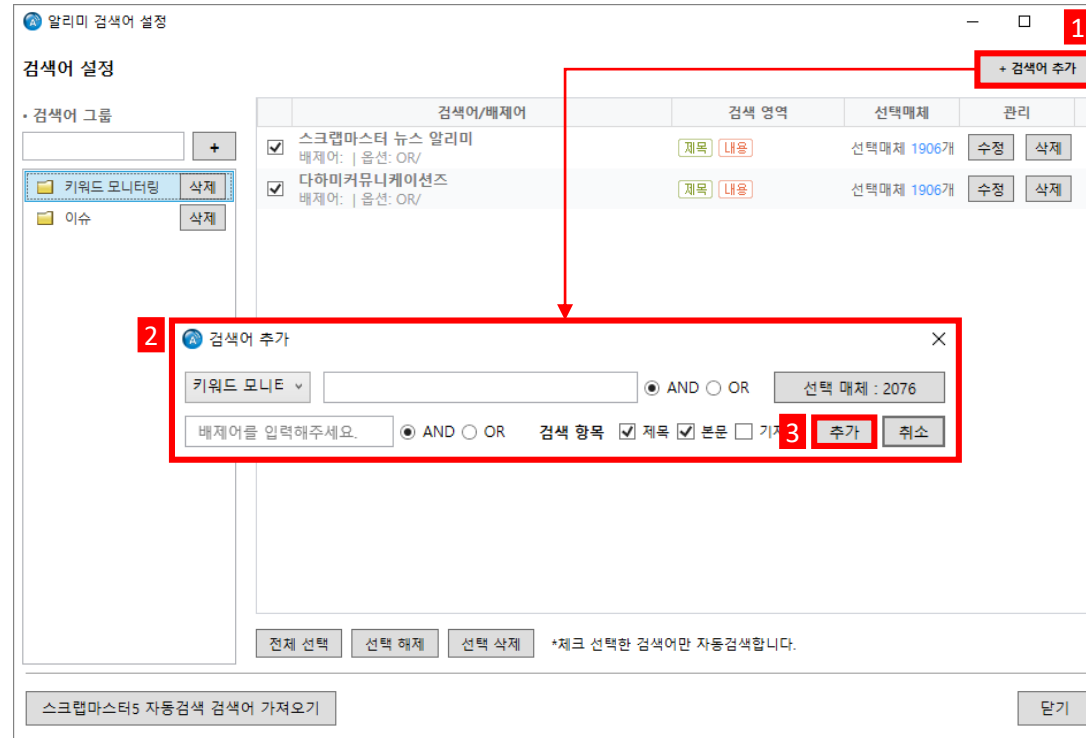 알리미 검색어 설정
1
검색어 설정
+ 검색어 추가
• 검색어 그룹
검색어/배제어 검색 영역 선택매체 관리
+
스크랩마스터 뉴스 알리미
배제어: | 옵션: OR/
제목 내용 선택매체 1906개 수정 삭제
키워드 모니터링 삭제
다하미커뮤니케이션즈
배제어: | 옵션: OR/
제목 내용 선택매체 1906개 수정 삭제
이슈 삭제
2
검색어 추가
키워드 모니E AND OR 선택 매체 : 2076
배제어를 입력해주세요. AND OR 검색 항목 제목 본문 3 추가 취소
전체 선택 선택 해제 선택 삭제 *체크 선택한 검색어만 자동검색합니다.
스크랩마스터5 자동검색 검색어 가져오기 닫기